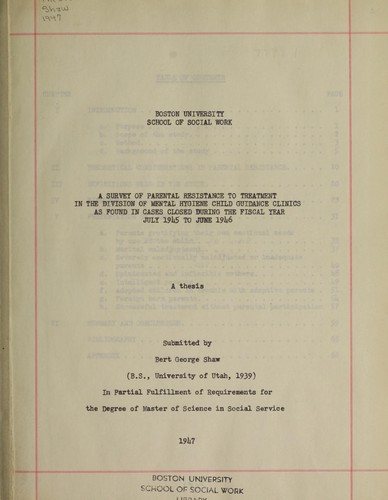 Shaw
1947
BOSTON UNIVERSITY
SCHOOL OF SOCIAL WORK
A SURVEY OF PARENTAL RESISTANCE TO TREATMENT
IN THE DIVISION OF MENTAL HYGIENE CHILD GUIDANCE CLINICS
AS FOUND IN CASES CLOSED DURING THE FISCAL YEAR
JULY 1945 TO JUNE 1946
A thesis
Submitted by
Bert George Shaw
(B.S., University of Utah, 1939)
In Partial Fulfillment of Requirements for
the Degree of Master of Science in Social Service
1947
BOSTON UNIVERSITY
SCHOOL OF SOCIAL WORK
LIBRARY